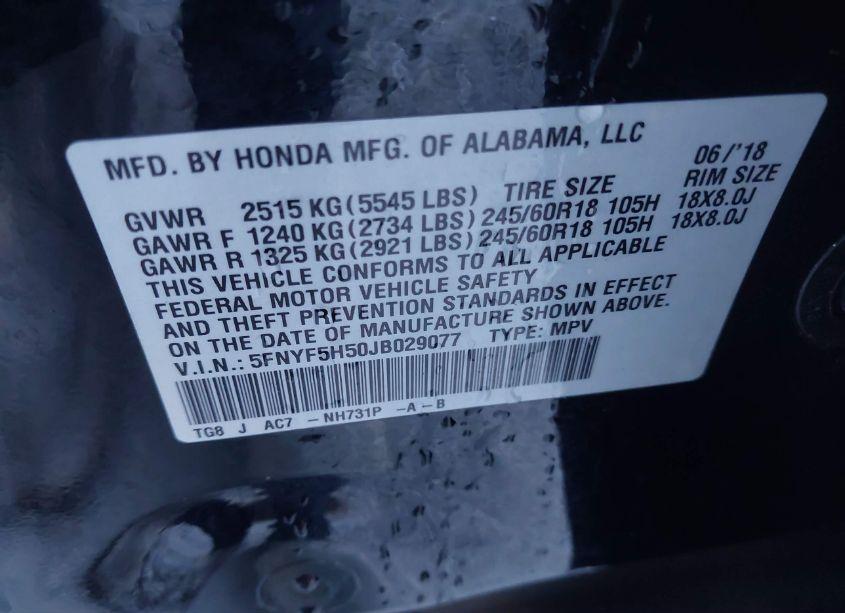 MFD. BY HONDA MFG. OF ALABAMA, LLC 06/'18
GVWR 2515 KG (5545 LBS) TIRE SIZE RIM SIZE
GAWR F 1240 KG (2734 LBS) 245/60R18 105H 18X8.0J
GAWR R 1325 KG (2921 LBS) 245/60R18 105H 18X8.0J
THIS VEHICLE CONFORMS TO ALL APPLICABLE
FEDERAL MOTOR VEHICLE SAFETY
AND THEFT PREVENTION STANDARDS IN EFFECT
ON THE DATE OF MANUFACTURE SHOWN ABOVE.
V.I.N.: 5FNYF5H50JB029077 TYPE: MPV
TG8 J AC7 - NH731P - A - B